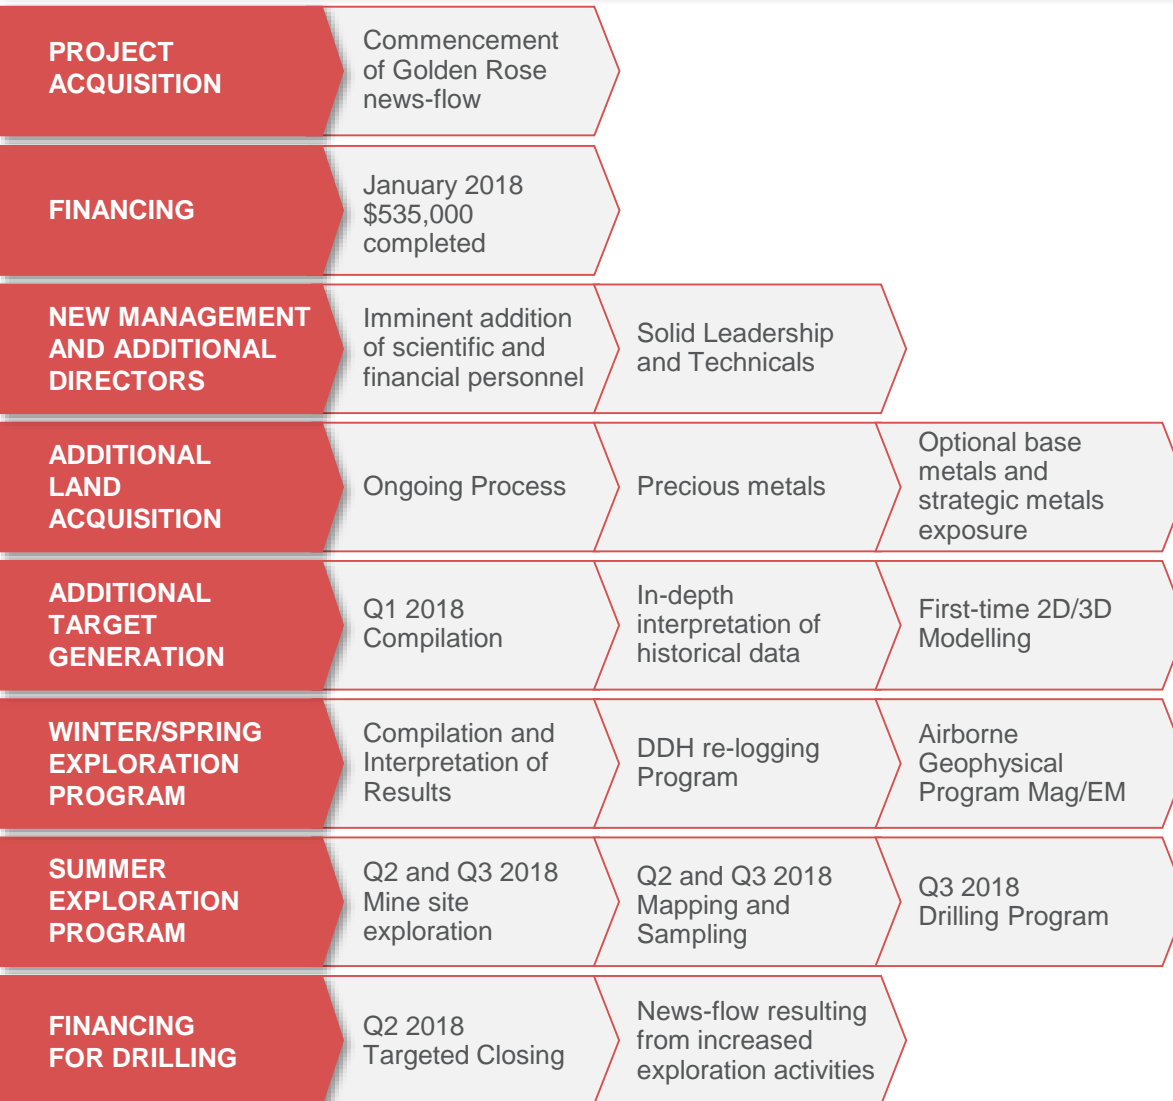 PROJECT
ACQUISITION
Commencement
of Golden Rose
news-flow
FINANCING
January 2018
$535,000
completed
NEW MANAGEMENT
AND ADDITIONAL
DIRECTORS
Imminent addition
of scientific and
financial personnel
Solid Leadership
and Technicals
ADDITIONAL
LAND
ACQUISITION
Ongoing Process
Precious metals
Optional base
metals and
strategic metals
exposure
ADDITIONAL
TARGET
GENERATION
Q1 2018
Compilation
In-depth
interpretation of
historical data
First-time 2D/3D
Modelling
WINTER/SPRING
EXPLORATION
PROGRAM
Compilation and
Interpretation of
Results
DDH re-logging
Program
Airborne
Geophysical
Program Mag/EM
SUMMER
EXPLORATION
PROGRAM
Q2 and Q3 2018
Mine site
exploration
Q2 and Q3 2018
Mapping and
Sampling
Q3 2018
Drilling Program
FINANCING
FOR DRILLING
Q2 2018
Targeted Closing
News-flow resulting
from increased
exploration activities